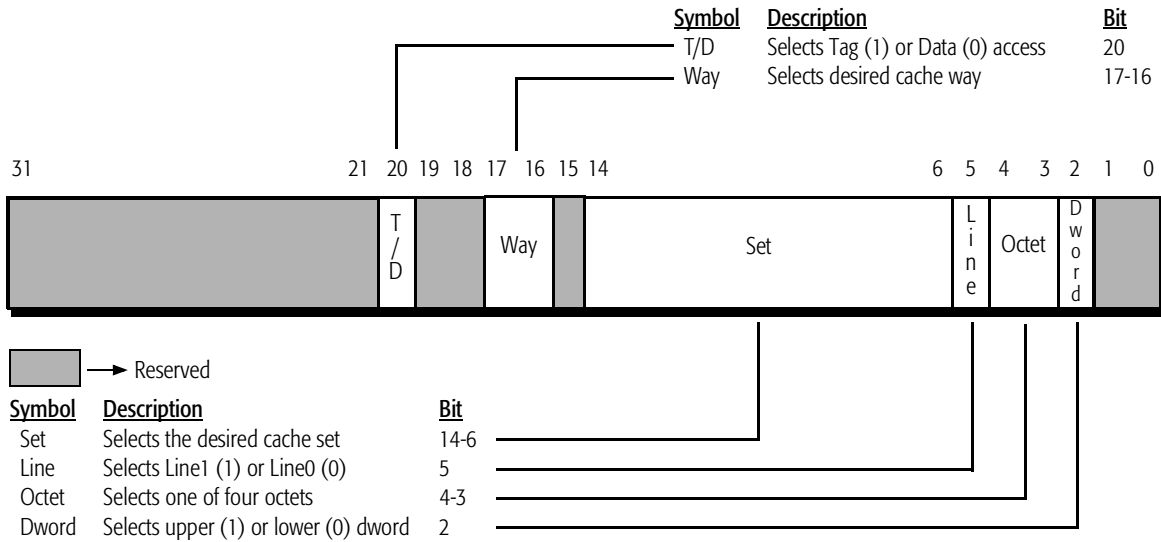 Symbol Description Bit
T/D Selects Tag (1) or Data (0) access 20
Way Selects desired cache way 17-16
31 21 20 19 18 17 16 15 14 6 5 4 3 2 1 0
T/D Way Set Line Octet Dword
Reserved
Symbol Description Bit
Set Selects the desired cache set 14-6
Line Selects Line1 (1) or Line0 (0) 5
Octet Selects one of four octets 4-3
Dword Selects upper (1) or lower (0) dword 2